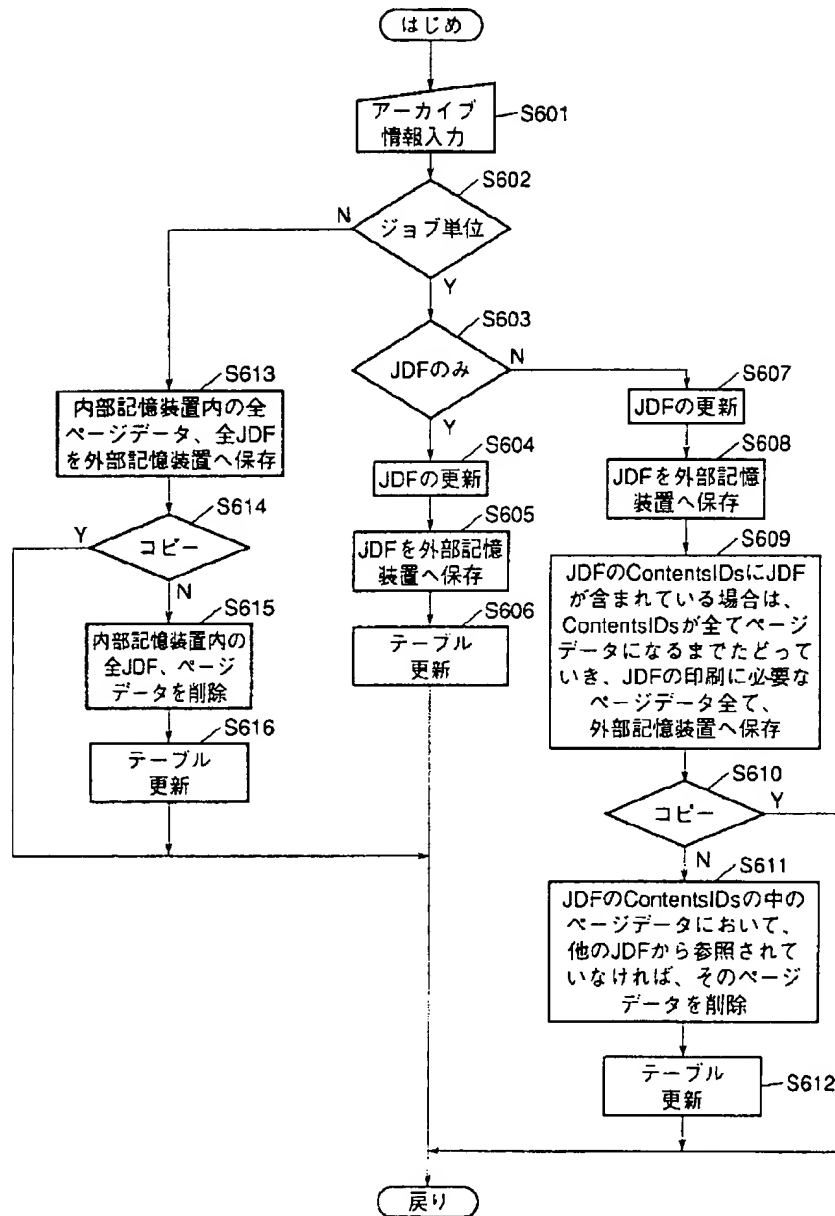 はじめ
アーカイブ
情報入力
S601
S602
ジョブ単位
N
Y
S603
JDFのみ
N
Y
S613
内部記憶装置内の全
ページデータ、全JDF
を外部記憶装置へ保存
S614
コピー
Y
N
S615
内部記憶装置内の
全JDF、ページ
データを削除
S616
テーブル
更新
S604
JDFの更新
S605
JDFを外部記憶
装置へ保存
S606
テーブル
更新
S607
JDFの更新
S608
JDFを外部記憶
装置へ保存
S609
JDFのContentsIDsにJDF
が含まれている場合は、
ContentsIDsが全てページ
データになるまでたどって
いき、JDFの印刷に必要な
ページデータ全て、
外部記憶装置へ保存
S610
コピー
Y
N
S611
JDFのContentsIDsの中の
ページデータにおいて、
他のJDFから参照されて
いなければ、そのページ
データを削除
テーブル
更新
S612
戻り